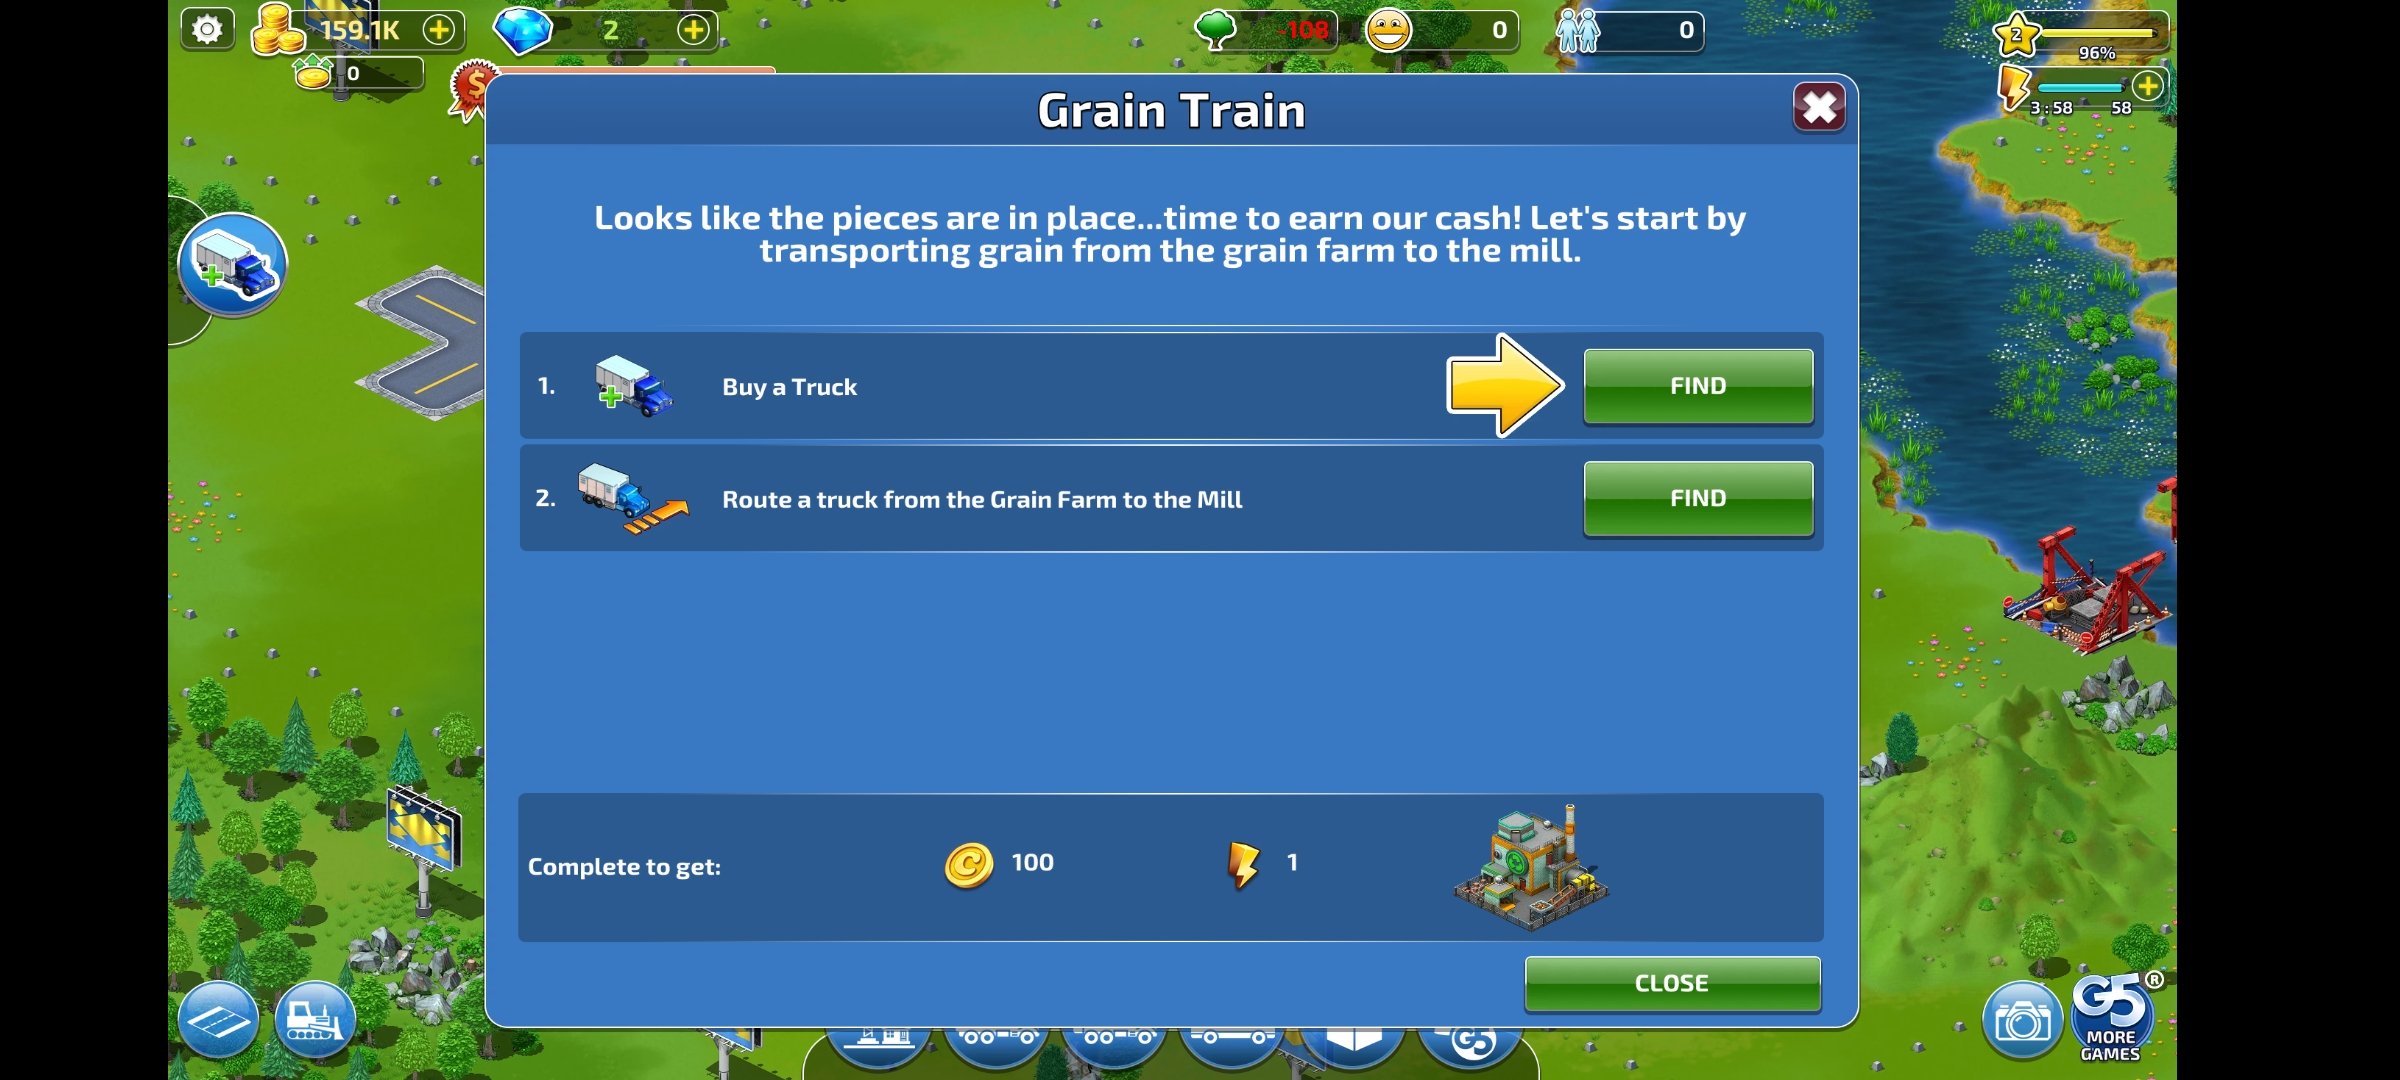 159.1K
2
-108
0
0
2
96%
0
3:58
58
Grain Train
Looks like the pieces are in place...time to earn our cash! Let's start by
transporting grain from the grain farm to the mill.
1.
Buy a Truck
FIND
2.
Route a truck from the Grain Farm to the Mill
FIND
Complete to get:
100
1
CLOSE
G5
G5®
MORE
GAMES